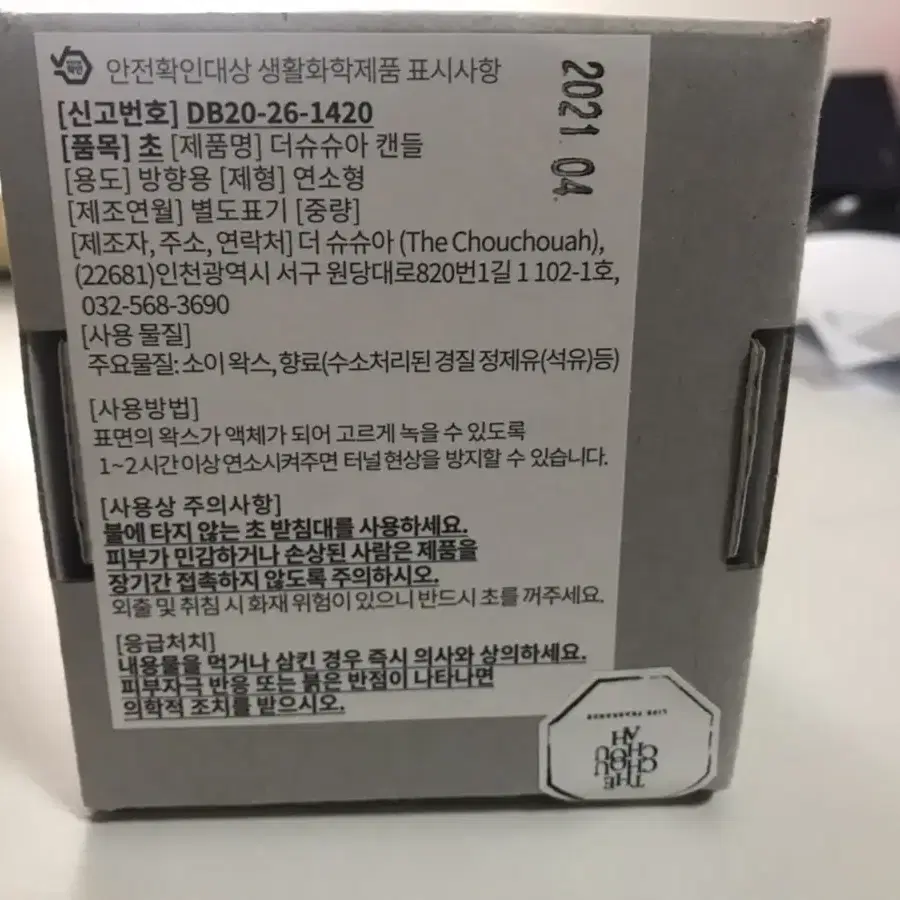 안전확인대상 생활화학제품 표시사항
2021. 04.
[신고번호] DB20-26-1420
[품목] 초 [제품명] 더슈슈아 캔들
[용도] 방향용 [제형] 연소형
[제조연월] 별도표기 [중량]
[제조자, 주소, 연락처] 더 슈슈아 (The Chouchouah),
(22681)인천광역시 서구 원당대로820번1길 1 102-1호,
032-568-3690
[사용 물질]
주요물질: 소이 왁스, 향료(수소처리된 경질 정제유(석유)등)
[사용방법]
표면의 왁스가 액체가 되어 고르게 녹을 수 있도록
1~2시간이상 연소시켜주면 터널 현상을 방지할 수 있습니다.
[사용상 주의사항]
불에 타지 않는 초 받침대를 사용하세요.
피부가 민감하거나 손상된 사람은 제품을
장기간 접촉하지 않도록 주의하시오.
외출 및 취침 시 화재 위험이 있으니 반드시 초를 꺼주세요.
[응급처치]
내용물을 먹거나 삼킨 경우 즉시 의사와 상의하세요.
피부자극 반응 또는 붉은 반점이 나타나면
의학적 조치를 받으시오.
THE
CHOU
CHOU
AH
LIFE FRAGRANCE